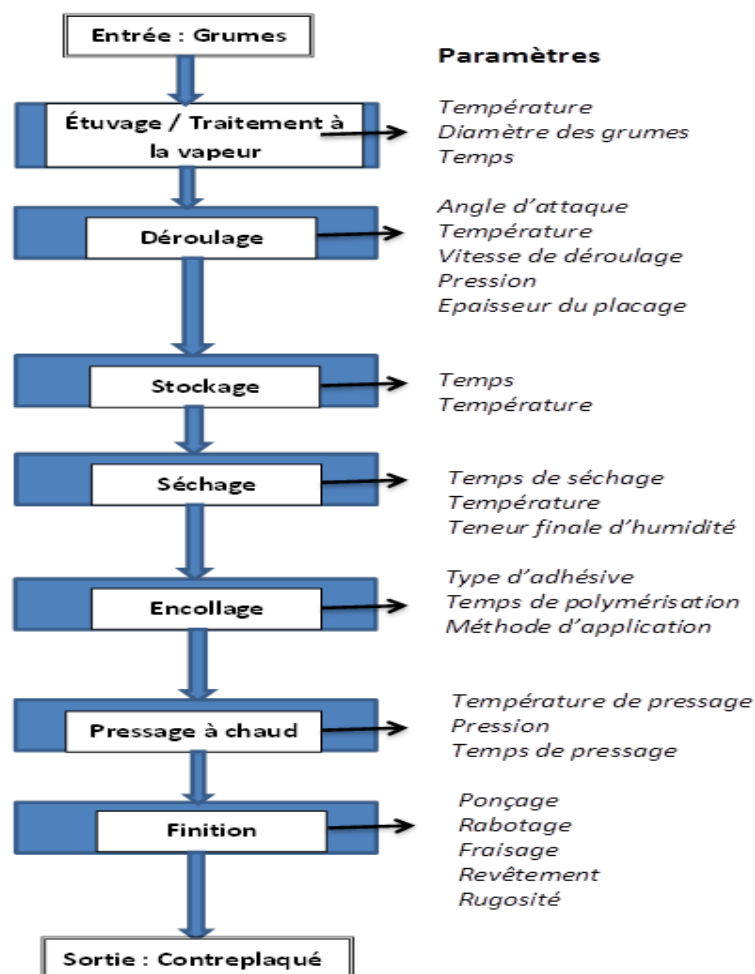 Entrée : Grumes
Paramètres
Étuvage / Traitement à
la vapeur
Température
Diamètre des grumes
Temps
Déroulage
Angle d'attaque
Température
Vitesse de déroulage
Pression
Epaisseur du placage
Stockage
Temps
Température
Séchage
Temps de séchage
Température
Teneur finale d'humidité
Encollage
Type d'adhésive
Temps de polymérisation
Méthode d'application
Pressage à chaud
Température de pressage
Pression
Temps de pressage
Finition
Ponçage
Rabotage
Fraisage
Revêtement
Rugosité
Sortie : Contreplaqué